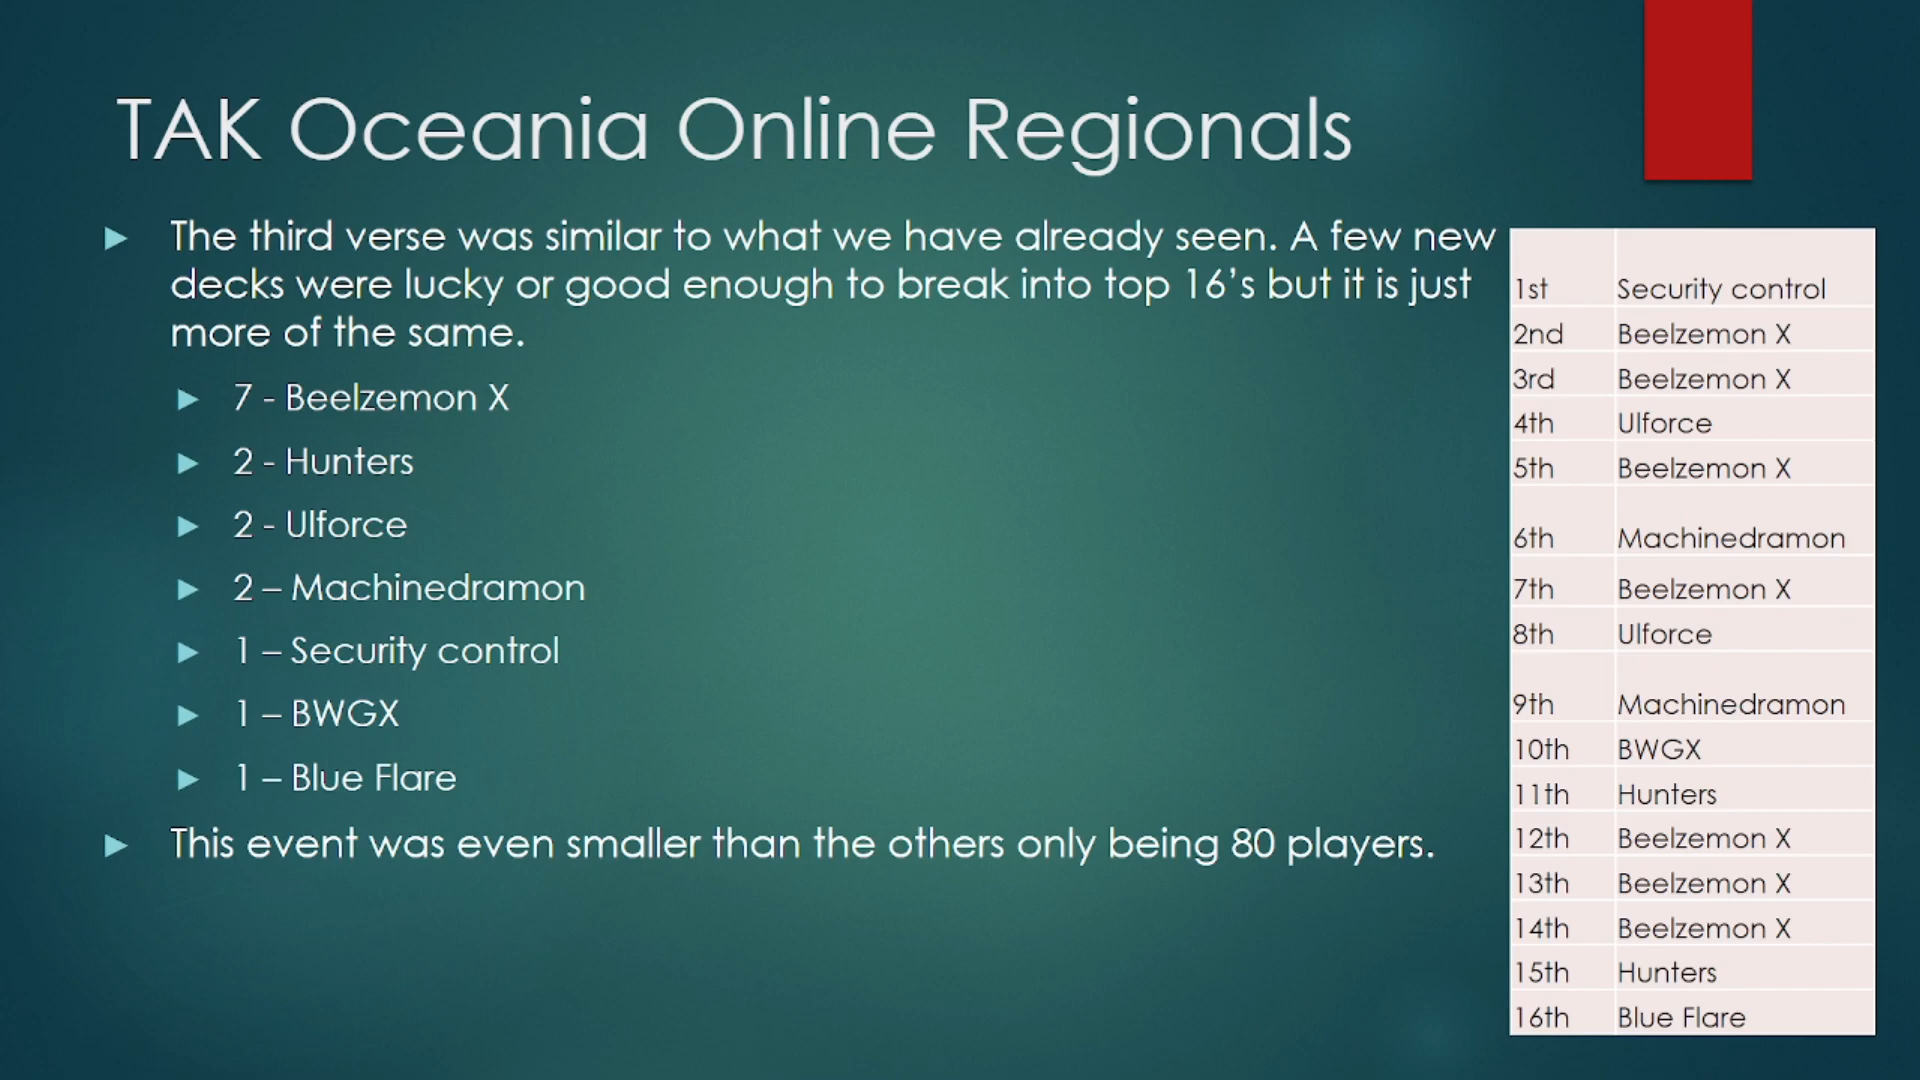 TAK Oceania Online Regionals
The third verse was similar to what we have already seen. A few new
decks were lucky or good enough to break into top 16’s but it is just
more of the same.
7 - Beelzemon X
2 - Hunters
2 - Ulforce
2 – Machinedramon
1 – Security control
1 – BWGX
1 – Blue Flare
This event was even smaller than the others only being 80 players.
1st Security control
2nd Beelzemon X
3rd Beelzemon X
4th Ulforce
5th Beelzemon X
6th Machinedramon
7th Beelzemon X
8th Ulforce
9th Machinedramon
10th BWGX
11th Hunters
12th Beelzemon X
13th Beelzemon X
14th Beelzemon X
15th Hunters
16th Blue Flare